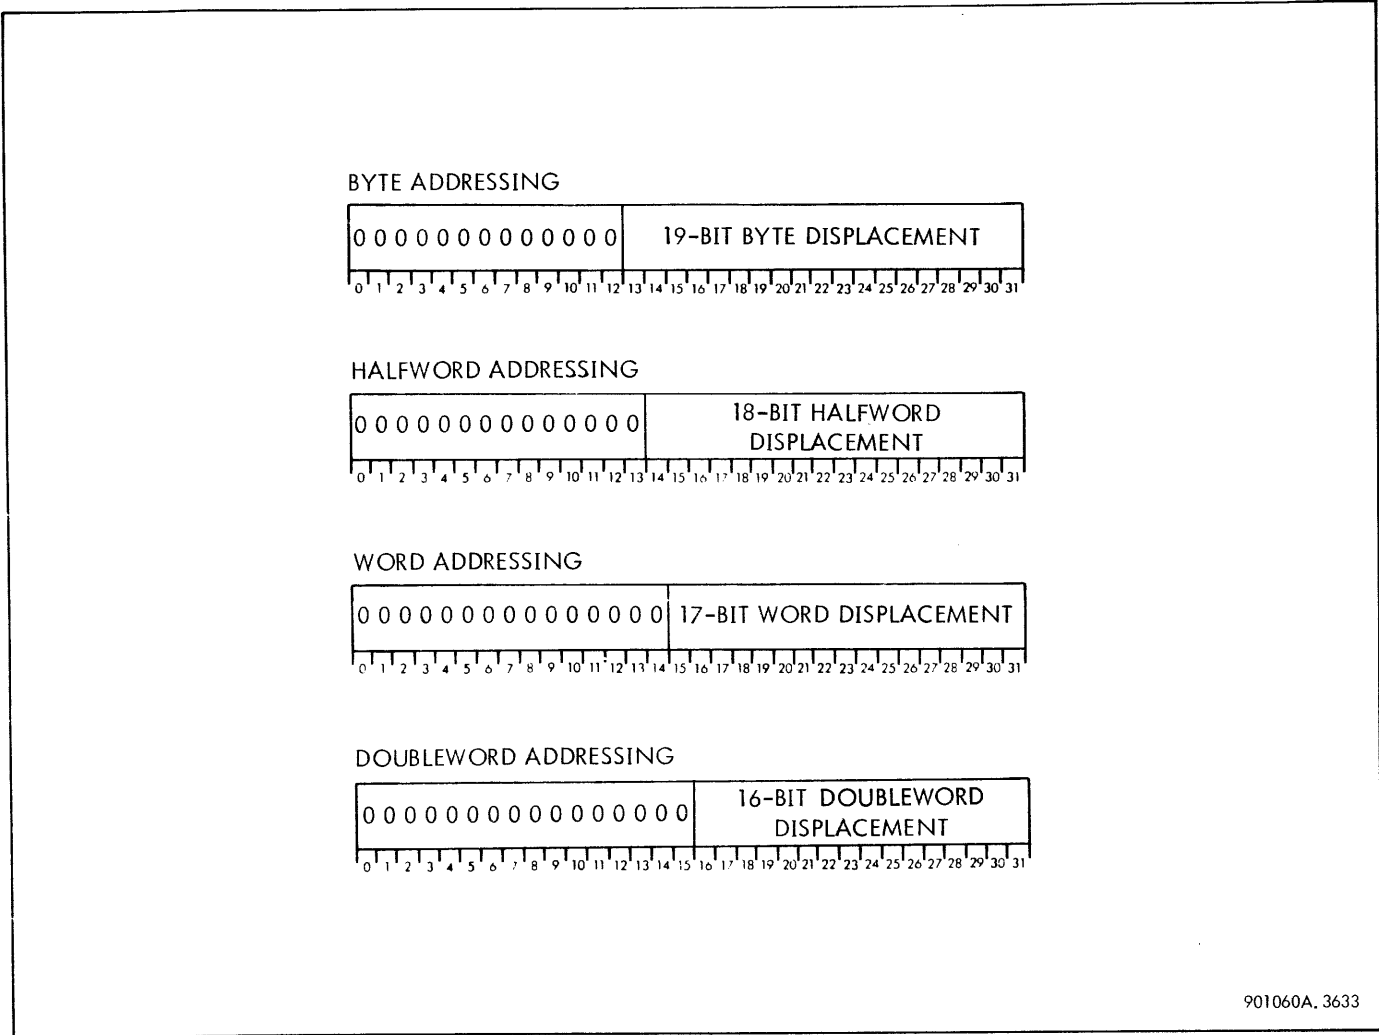 BYTE ADDRESSING
0 0 0 0 0 0 0 0 0 0 0 0 0 19-BIT BYTE DISPLACEMENT
0 1 2 3 4 5 6 7 8 9 10 11 12 13 14 15 16 17 18 19 20 21 22 23 24 25 26 27 28 29 30 31
HALFWORD ADDRESSING
0 0 0 0 0 0 0 0 0 0 0 0 0 0 18-BIT HALFWORD
DISPLACEMENT
0 1 2 3 4 5 6 7 8 9 10 11 12 13 14 15 16 17 18 19 20 21 22 23 24 25 26 27 28 29 30 31
WORD ADDRESSING
0 0 0 0 0 0 0 0 0 0 0 0 0 0 0 17-BIT WORD DISPLACEMENT
0 1 2 3 4 5 6 7 8 9 10 11 12 13 14 15 16 17 18 19 20 21 22 23 24 25 26 27 28 29 30 31
DOUBLEWORD ADDRESSING
0 0 0 0 0 0 0 0 0 0 0 0 0 0 0 0 16-BIT DOUBLEWORD
DISPLACEMENT
0 1 2 3 4 5 6 7 8 9 10 11 12 13 14 15 16 17 18 19 20 21 22 23 24 25 26 27 28 29 30 31
901060A. 3633